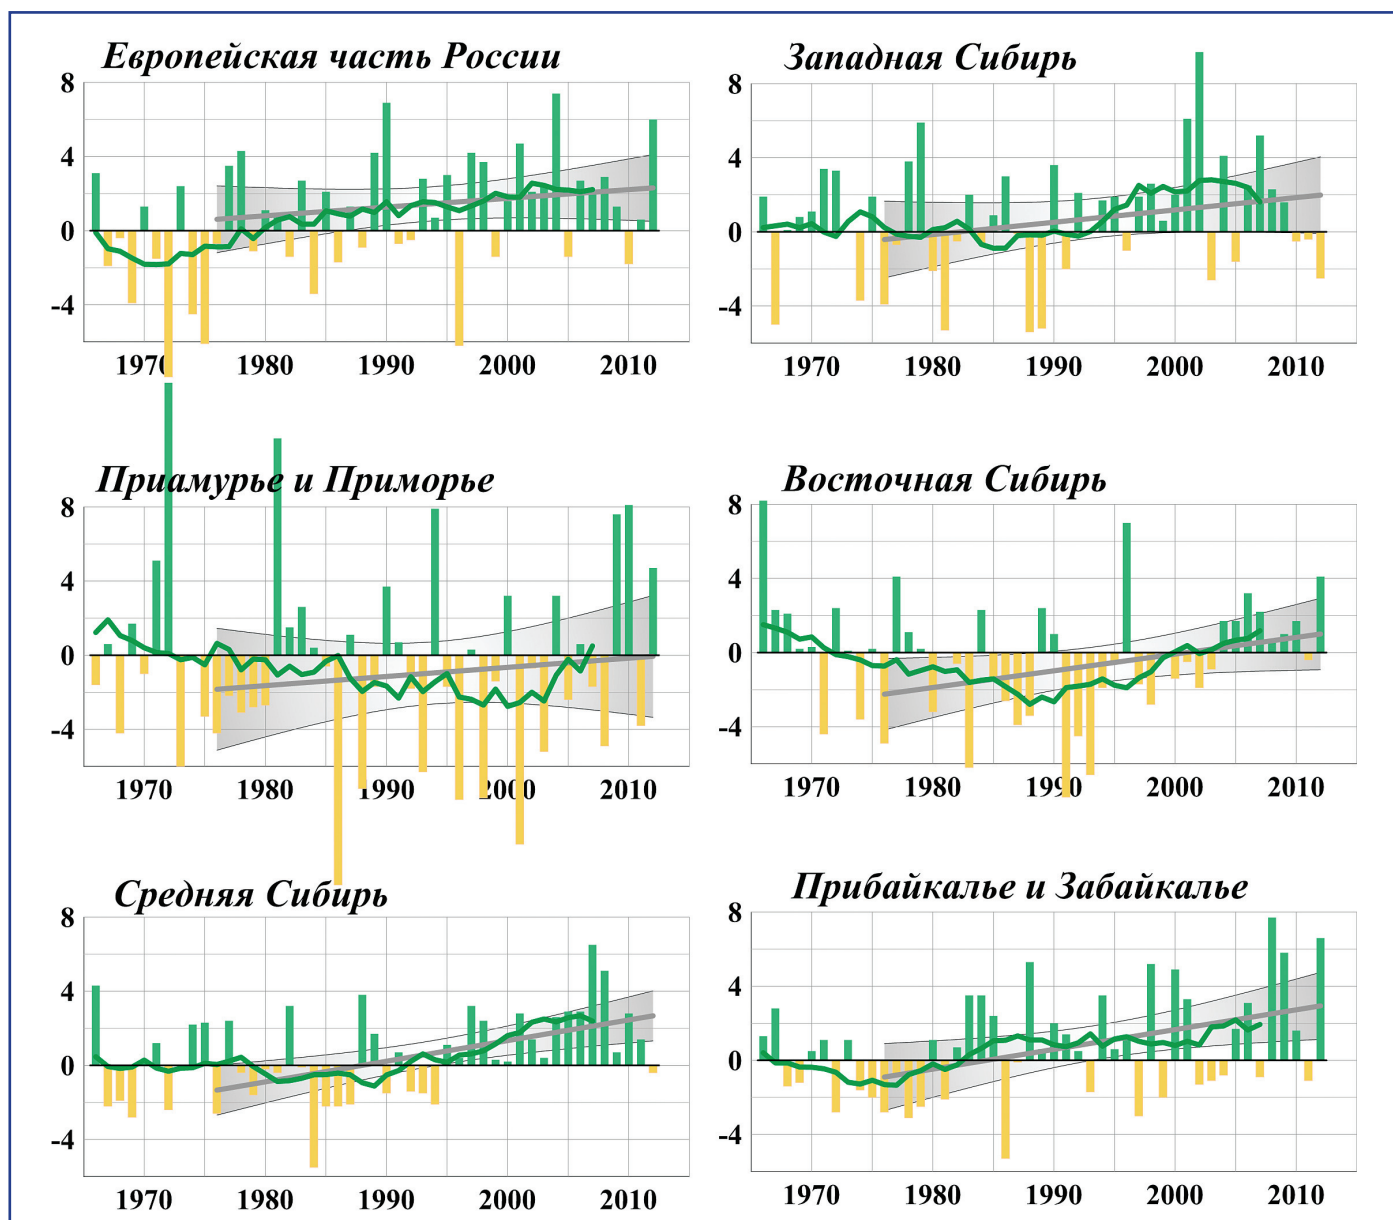 Европейская часть России
8
4
0
-4
1970 1980 1990 2000 2010
Западная Сибирь
8
4
0
-4
1970 1980 1990 2000 2010
Приамурье и Приморье
8
4
0
-4
1970 1980 1990 2000 2010
Восточная Сибирь
8
4
0
-4
1970 1980 1990 2000 2010
Средняя Сибирь
8
4
0
-4
1970 1980 1990 2000 2010
Прибайкалье и Забайкалье
8
4
0
-4
1970 1980 1990 2000 2010